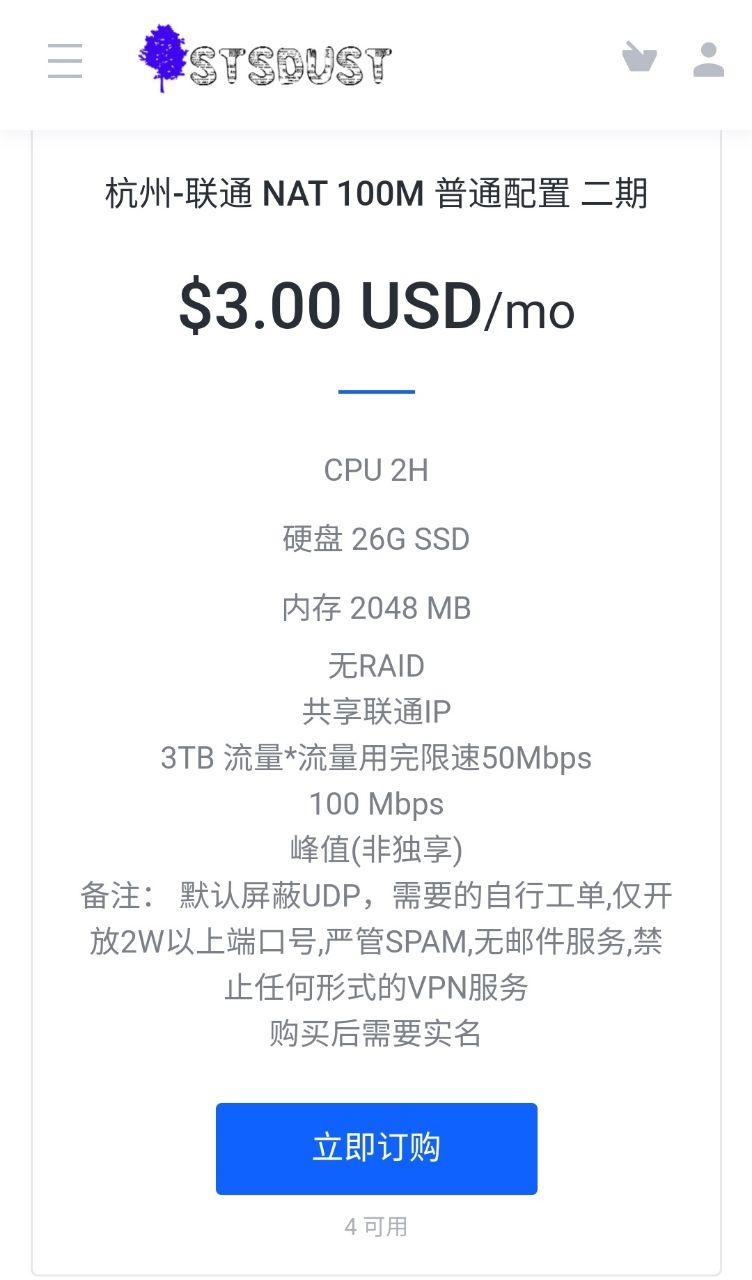 STSDUST
杭州-联通 NAT 100M 普通配置 二期
$3.00 USD/mo
CPU 2H
硬盘 26G SSD
内存 2048 MB
无RAID
共享联通IP
3TB 流量*流量用完限速50Mbps
100 Mbps
峰值(非独享)
备注： 默认屏蔽UDP，需要的自行工单,仅开
放2W以上端口号,严管SPAM,无邮件服务,禁
止任何形式的VPN服务
购买后需要实名
立即订购
4 可用